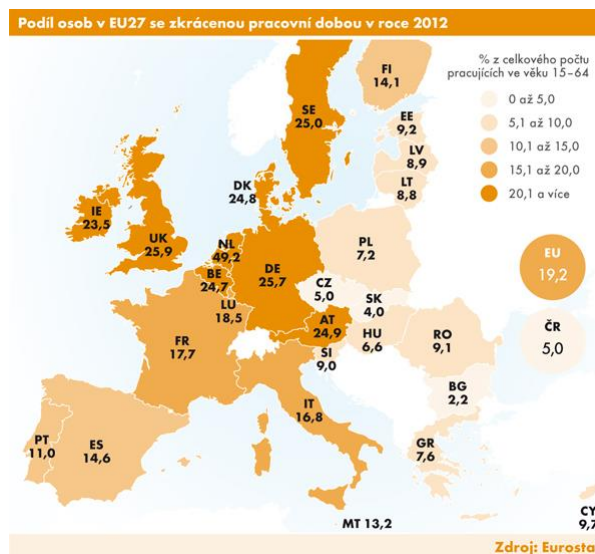 Podíl osob v EU27 se zkrácenou pracovní dobou v roce 2012
% z celkového počtu
pracujících ve věku 15–64
0 až 5,0
5,1 až 10,0
10,1 až 15,0
15,1 až 20,0
20,1 a více
FI
14,1
SE
25,0
EE
9,2
LV
8,9
LT
8,8
DK
24,8
IE
23,5
UK
25,9
NL
49,2
BE
24,7
LU
18,5
DE
25,7
PL
7,2
CZ
5,0
SK
4,0
AT
24,9
HU
6,6
SI
9,0
RO
9,1
BG
2,2
FR
17,7
IT
16,8
PT
11,0
ES
14,6
GR
7,6
MT 13,2
CY
9,7
EU
19,2
ČR
5,0
Zdroj: Eurosta